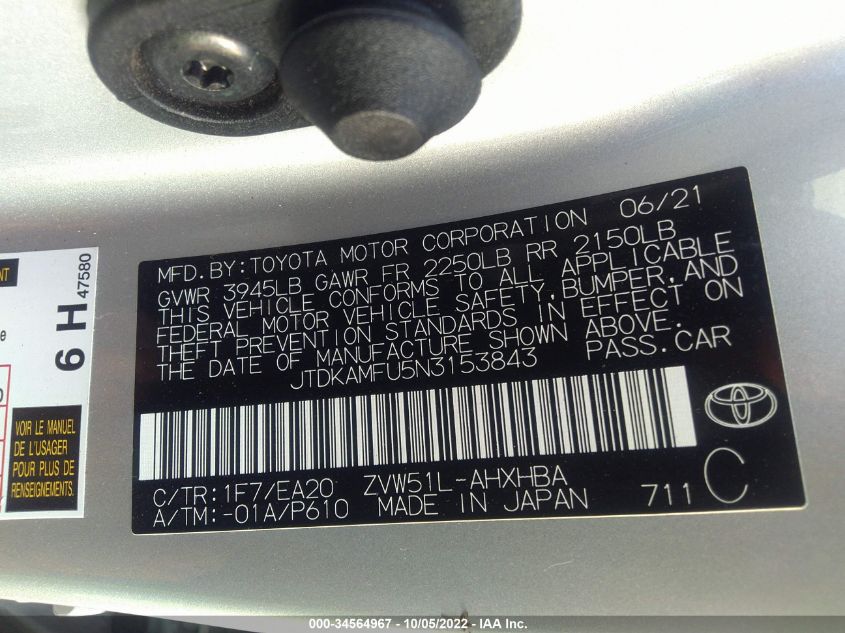 MFD.BY:TOYOTA MOTOR CORPORATION 06/21
GVWR 3945LB GAWR FR 2250LB RR 2150LB
THIS VEHICLE CONFORMS TO ALL APPLICABLE
FEDERAL MOTOR VEHICLE SAFETY,BUMPER,AND
THEFT PREVENTION STANDARDS IN EFFECT ON
THE DATE OF MANUFACTURE SHOWN ABOVE.
JTDKAMFU5N3153843 PASS.CAR
C/TR:1F7/EA20 ZVW51L-AHXHBA
A/TM:-01A/P610 MADE IN JAPAN 711 C
6 H
47580
VOIR LE MANUEL
DE L'USAGER
POUR PLUS DE
RENSEIGNEMENTS.
000-34564967 - 10/05/2022 - IAA Inc.